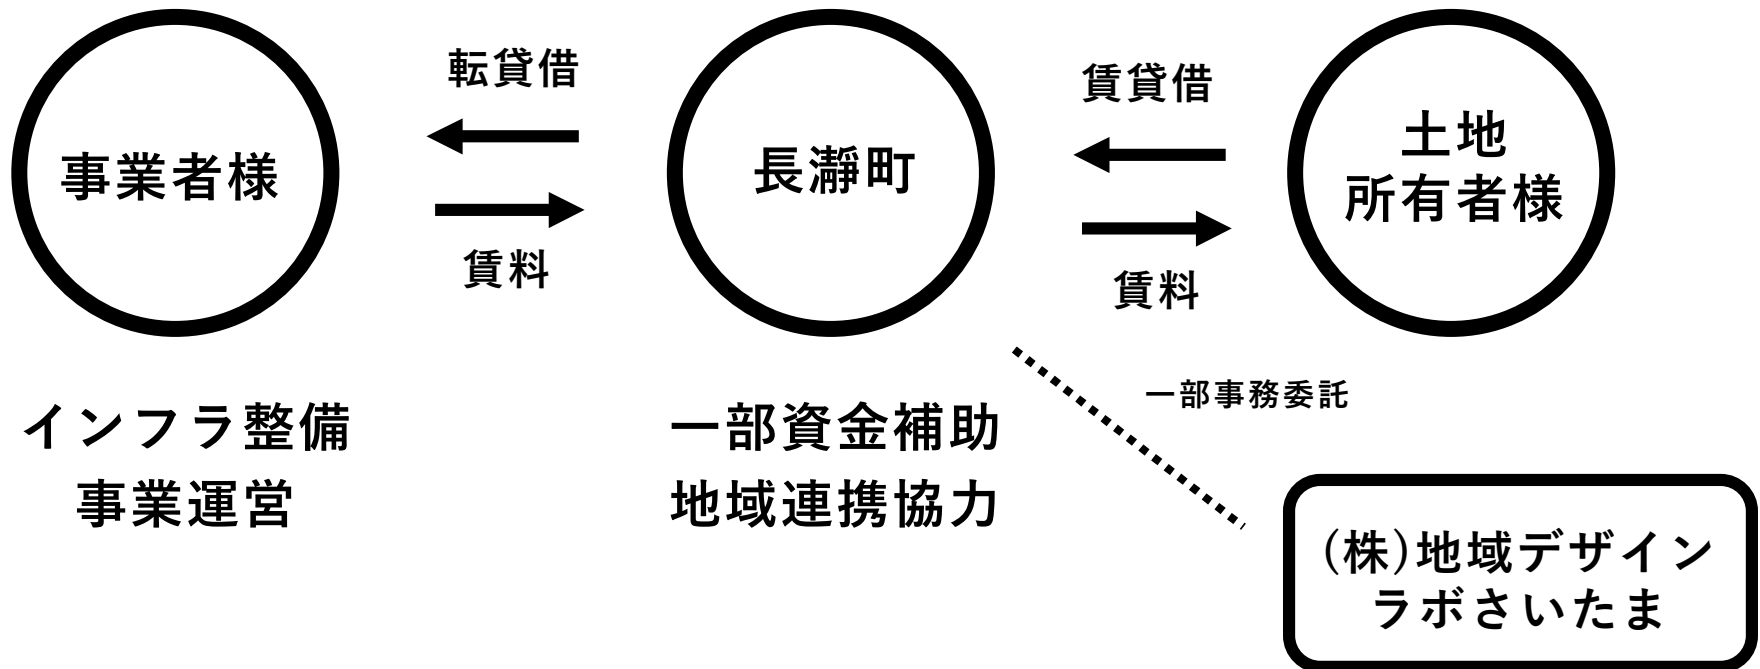 転貸借
賃貸借
事業者様
長瀞町
土地
所有者様
賃料
賃料
一部事務委託
インフラ整備
事業運営
一部資金補助
地域連携協力
(株)地域デザイン
ラボさいたま